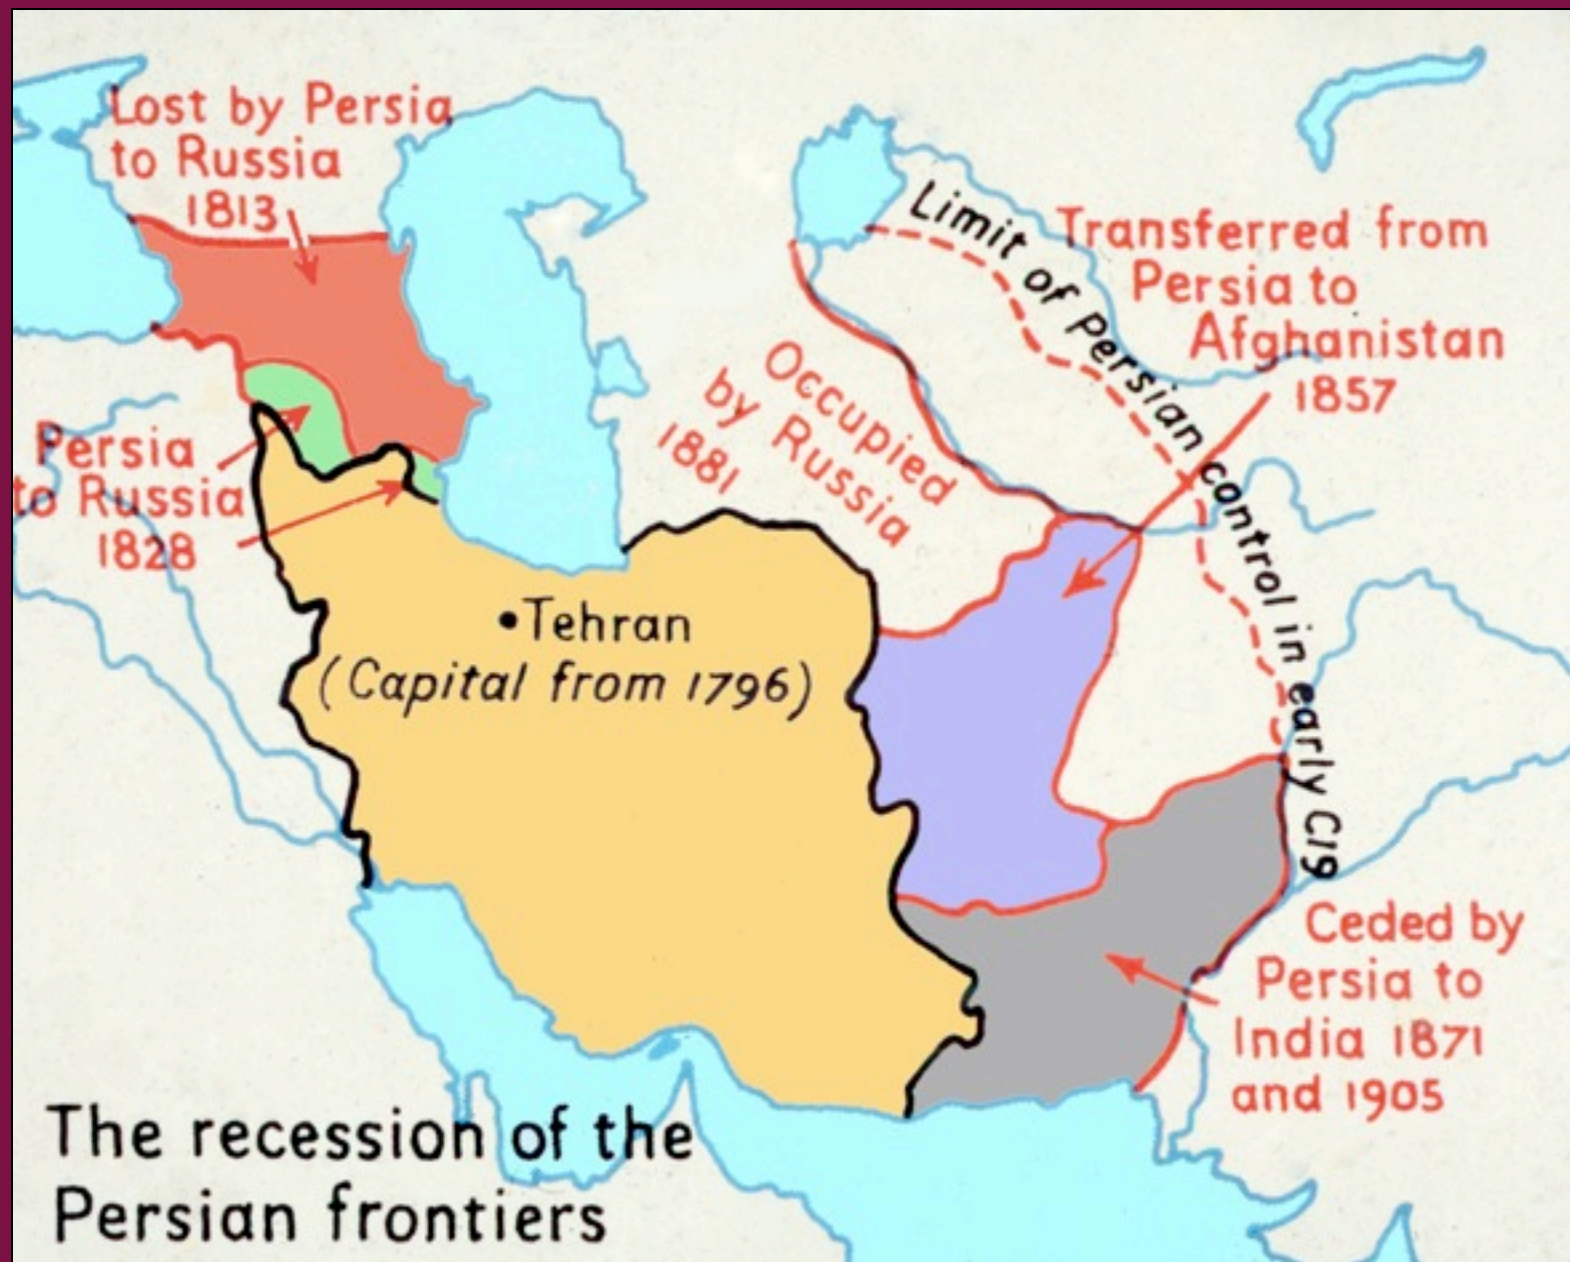 Lost by Persia
to Russia
1813
Limit of Persian control in early C19
Transferred from
Persia to
Afghanistan
1857
Occupied
by Russia
1881
Persia
to Russia
1828
•Tehran
(Capital from 1796)
Ceded by
Persia to
India 1871
and 1905
The recession of the
Persian frontiers